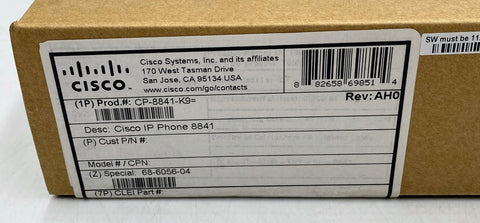 CISCO
Cisco Systems, Inc. and its affiliates
170 West Tasman Drive
San Jose, CA 95134 USA
www.cisco.com/go/contacts
8 82658 69851 4
SW must be 11.
(1P) Prod.#: CP-8841-K9=
Rev:AH0
Desc: Cisco IP Phone 8841
(P) Cust P/N #:
Model # / CPN:
(Z) Special: 68-6056-04
(7P) CLEI Part #: